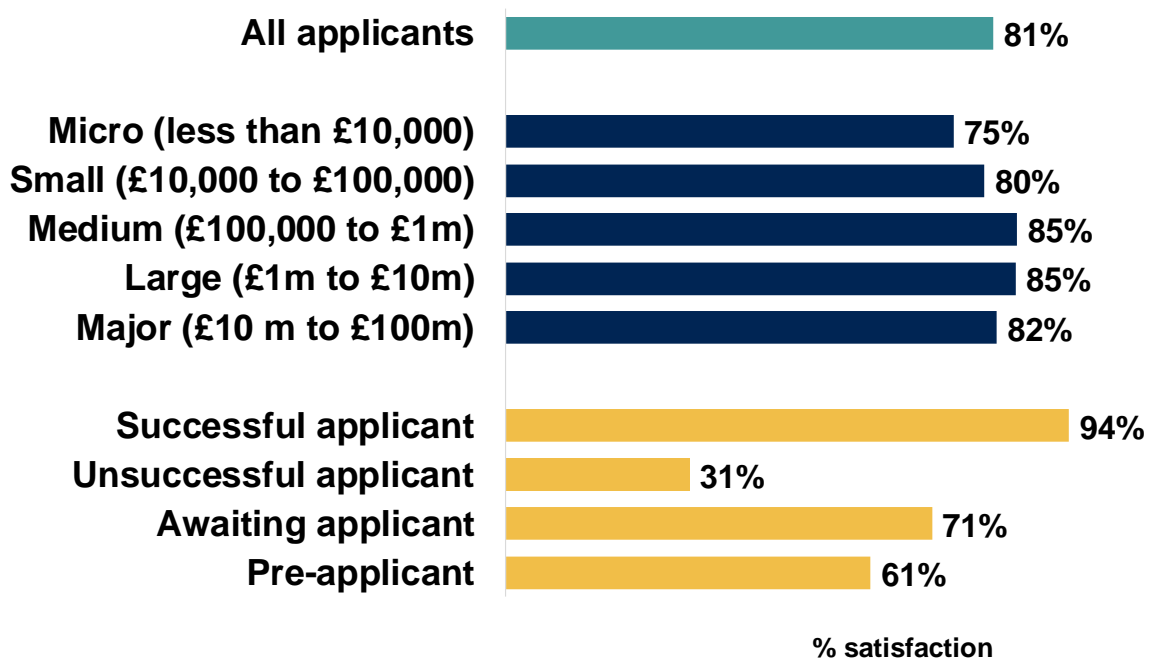 All applicants 81%
Micro (less than £10,000) 75%
Small (£10,000 to £100,000) 80%
Medium (£100,000 to £1m) 85%
Large (£1m to £10m) 85%
Major (£10 m to £100m) 82%
Successful applicant 94%
Unsuccessful applicant 31%
Awaiting applicant 71%
Pre-applicant 61%
% satisfaction